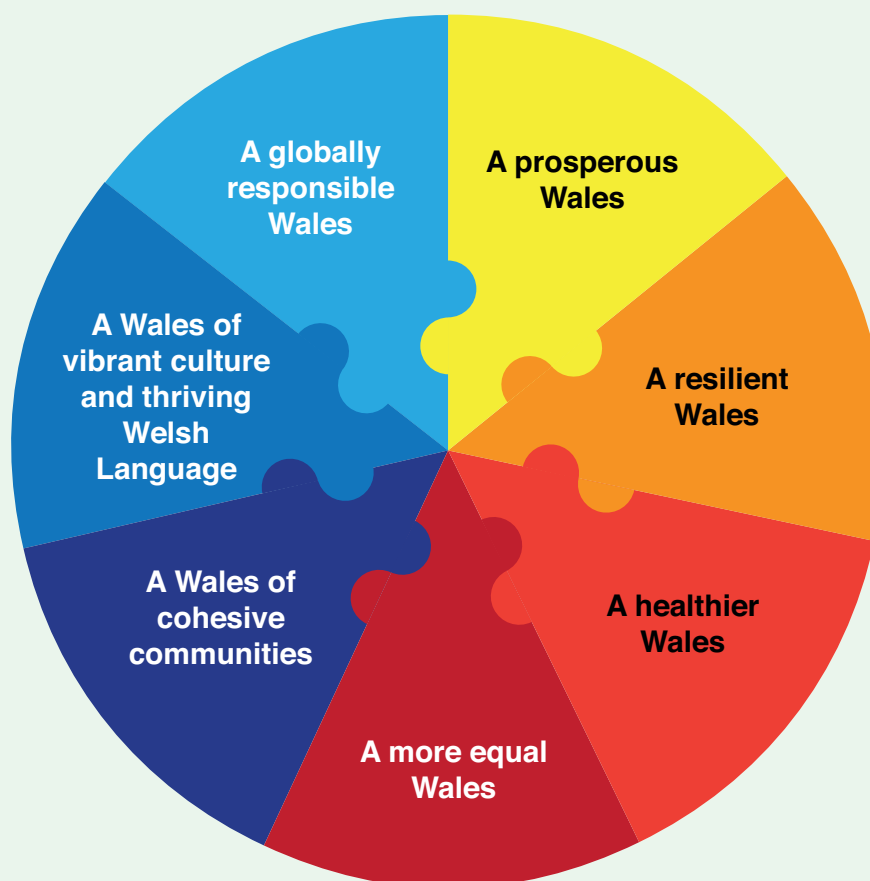 A prosperous
Wales
A resilient
Wales
A healthier
Wales
A more equal
Wales
A Wales of
cohesive
communities
A Wales of
vibrant culture
and thriving
Welsh
Language
A globally
responsible
Wales